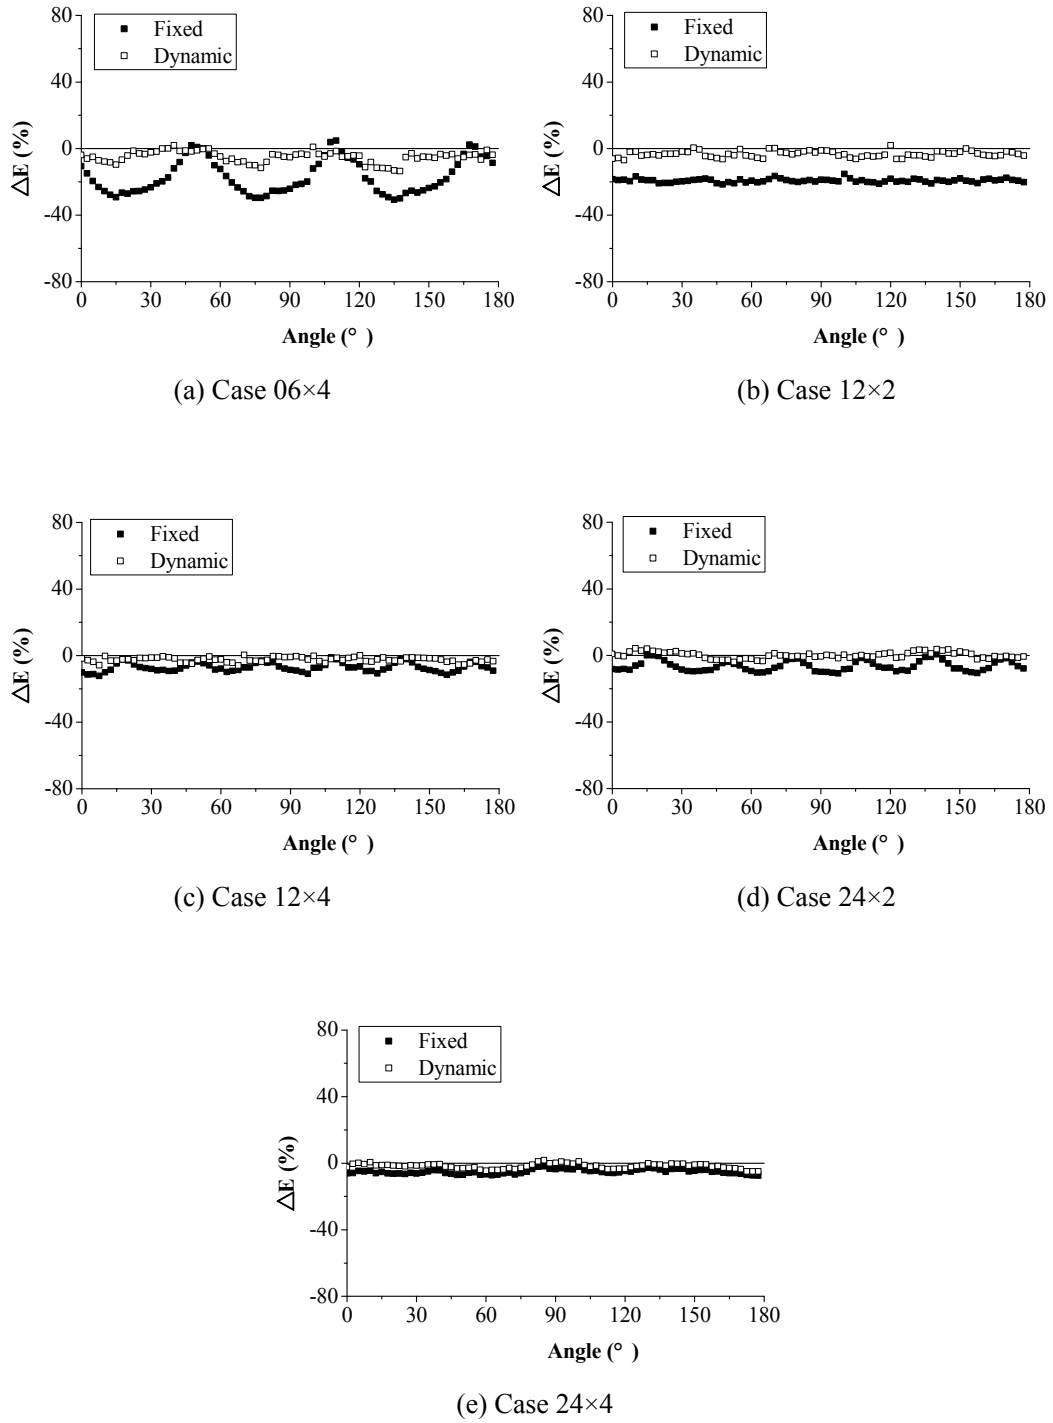 80
40
0
-40
-80
ΔE (%)
Fixed
Dynamic
0 30 60 90 120 150 180
Angle (° )
(a) Case 06×4
80
40
0
-40
-80
ΔE (%)
Fixed
Dynamic
0 30 60 90 120 150 180
Angle (° )
(b) Case 12×2
80
40
0
-40
-80
ΔE (%)
Fixed
Dynamic
0 30 60 90 120 150 180
Angle (° )
(c) Case 12×4
80
40
0
-40
-80
ΔE (%)
Fixed
Dynamic
0 30 60 90 120 150 180
Angle (° )
(d) Case 24×2
80
40
0
-40
-80
ΔE (%)
Fixed
Dynamic
0 30 60 90 120 150 180
Angle (° )
(e) Case 24×4